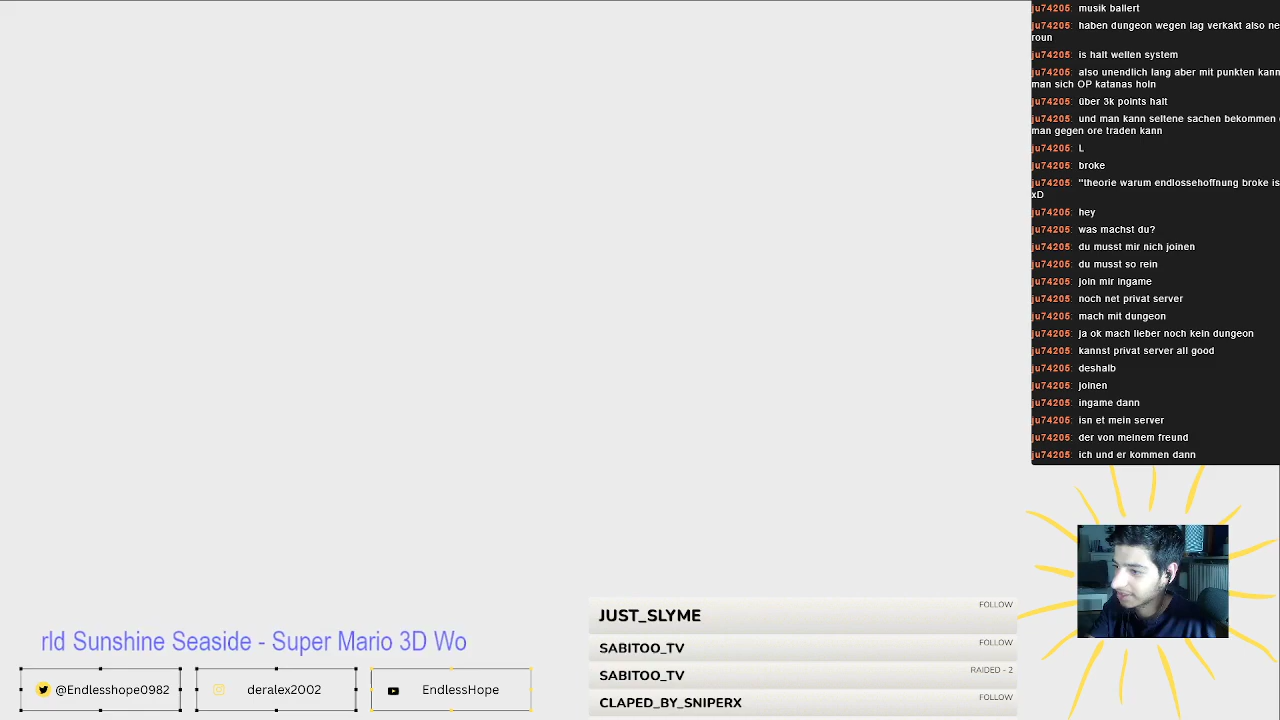 ju74205: musik ballert
ju74205: haben dungeon wegen lag verkakt also ne
roun
ju74205: is halt wellen system
ju74205: also unendlich lang aber mit punkten kann
man sich OP katanas holn
ju74205: über 3k points halt
ju74205: und man kann seltene sachen bekommen
man gegen ore traden kann
ju74205: L
ju74205: broke
ju74205: "theorie warum endlossehoffnung broke is
xD
ju74205: hey
ju74205: was machst du?
ju74205: du musst mir nich joinen
ju74205: du musst so rein
ju74205: join mir ingame
ju74205: noch net privat server
ju74205: mach mit dungeon
ju74205: ja ok mach lieber noch kein dungeon
ju74205: kannst privat server all good
ju74205: deshalb
ju74205: joinen
ju74205: ingame dann
ju74205: isn et mein server
ju74205: der von meinem freund
ju74205: ich und er kommen dann
JUST_SLYME FOLLOW
SABITOO_TV FOLLOW
SABITOO_TV RAIDED - 2
CLAPED_BY_SNIPERX FOLLOW
rld Sunshine Seaside - Super Mario 3D Wo
@Endlesshope0982 deralex2002 EndlessHope